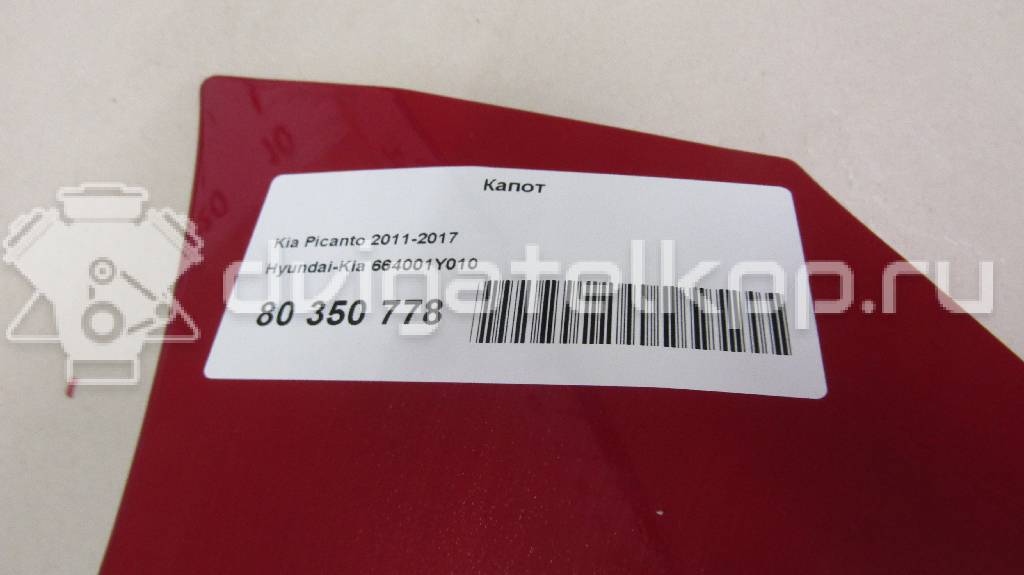 Капот
Kia Picanto 2011-2017
Hyundai-Kia 664001Y010
80 350 778
dvigatelkop.ru